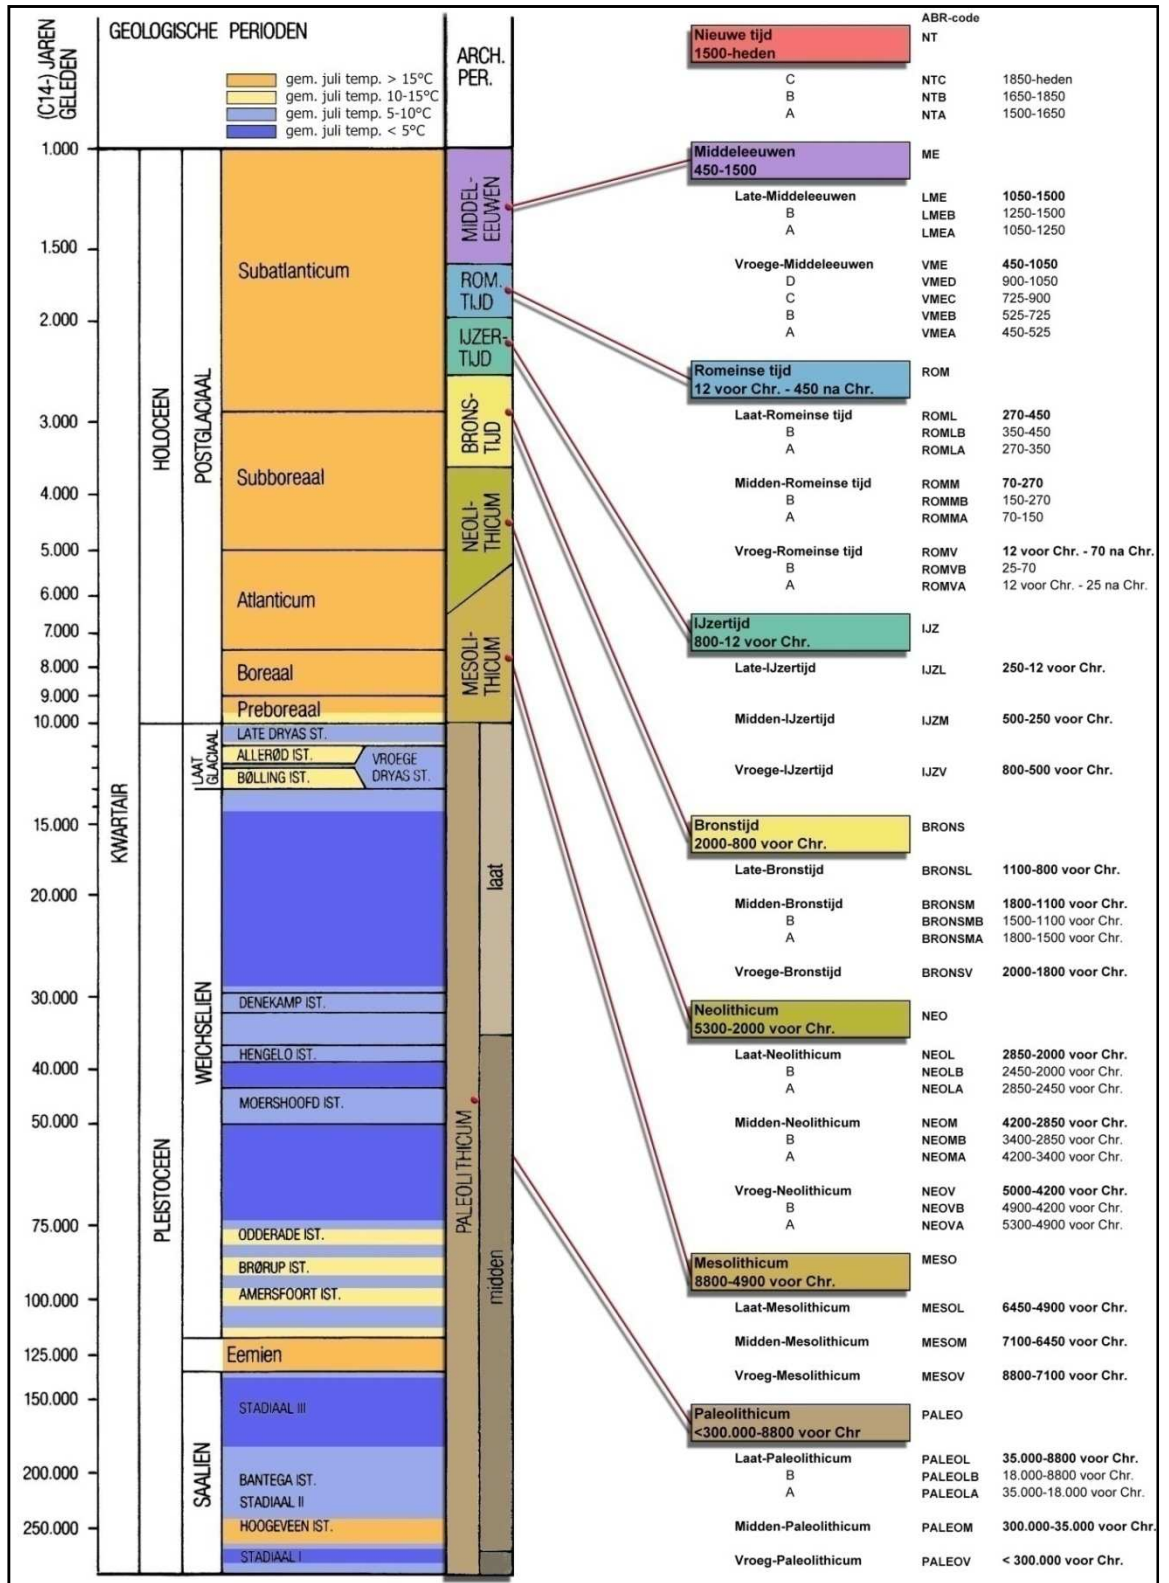 (C14-) JAREN
GELEDEN
GEOLOGISCHE PERIODEN
gem. juli temp. > 15°C
gem. juli temp. 10-15°C
gem. juli temp. 5-10°C
gem. juli temp. < 5°C
ARCH.
PER.
1.000
1.500
2.000
3.000
4.000
5.000
6.000
7.000
8.000
9.000
10.000
15.000
20.000
30.000
40.000
50.000
75.000
100.000
125.000
150.000
200.000
250.000
KWARTAIR
HOLOCEEN
PLEISTOCEEN
POSTGLACIAAL
LAAT
GLACIAAL
WEICHSELIEN
SAALIEN
Subatlanticum
Subboreaal
Atlanticum
Boreaal
Preboreaal
LATE DRYAS ST.
ALLERØD IST.
VROEGE
DRYAS ST.
BØLLING IST.
DENEKAMP IST.
HENGELO IST.
MOERSHOOFD IST.
ODDERADE IST.
BRØRUP IST.
AMERSFOORT IST.
Eemien
STADIAAL III
BANTEGA IST.
STADIAAL II
HOOGEVEEN IST.
STADIAAL I
MIDDEL-
EEUWEN
ROM.
TIJD
IJZER-
TIJD
BRONS-
TIJD
NEOLI-
THICUM
MESOLI-
THICUM
PALEOLITHICUM
laat
midden
ABR-code
Nieuwe tijd NT
1500-heden
C NTC 1850-heden
B NTB 1650-1850
A NTA 1500-1650
Middeleeuwen ME
450-1500
Late-Middeleeuwen LME 1050-1500
B LMEB 1250-1500
A LMEA 1050-1250
Vroege-Middeleeuwen VME 450-1050
D VMED 900-1050
C VMEC 725-900
B VMEB 525-725
A VMEA 450-525
Romeinse tijd ROM
12 voor Chr. - 450 na Chr.
Laat-Romeinse tijd ROML 270-450
B ROMLB 350-450
A ROMLA 270-350
Midden-Romeinse tijd ROMM 70-270
B ROMMB 150-270
A ROMMA 70-150
Vroeg-Romeinse tijd ROMV 12 voor Chr. - 70 na Chr.
B ROMVB 25-70
A ROMVA 12 voor Chr. - 25 na Chr.
IJzertijd IJZ
800-12 voor Chr.
Late-IJzertijd IJZL 250-12 voor Chr.
Midden-IJzertijd IJZM 500-250 voor Chr.
Vroege-IJzertijd IJZV 800-500 voor Chr.
Bronstijd BRONS
2000-800 voor Chr.
Late-Bronstijd BRONSL 1100-800 voor Chr.
Midden-Bronstijd BRONSM 1800-1100 voor Chr.
B BRONSMB 1500-1100 voor Chr.
A BRONSMA 1800-1500 voor Chr.
Vroege-Bronstijd BRONSV 2000-1800 voor Chr.
Neolithicum NEO
5300-2000 voor Chr.
Laat-Neolithicum NEOL 2850-2000 voor Chr.
B NEOLB 2450-2000 voor Chr.
A NEOLA 2850-2450 voor Chr.
Midden-Neolithicum NEOM 4200-2850 voor Chr.
B NEOMB 3400-2850 voor Chr.
A NEOMA 4200-3400 voor Chr.
Vroeg-Neolithicum NEOV 5000-4200 voor Chr.
B NEOVB 4900-4200 voor Chr.
A NEOVA 5300-4900 voor Chr.
Mesolithicum MESO
8800-4900 voor Chr.
Laat-Mesolithicum MESOL 6450-4900 voor Chr.
Midden-Mesolithicum MESOM 7100-6450 voor Chr.
Vroeg-Mesolithicum MESOV 8800-7100 voor Chr.
Paleolithicum PALEO
<300.000-8800 voor Chr
Laat-Paleolithicum PALEOL 35.000-8800 voor Chr.
B PALEOLB 18.000-8800 voor Chr.
A PALEOLA 35.000-18.000 voor Chr.
Midden-Paleolithicum PALEOM 300.000-35.000 voor Chr.
Vroeg-Paleolithicum PALEOV < 300.000 voor Chr.